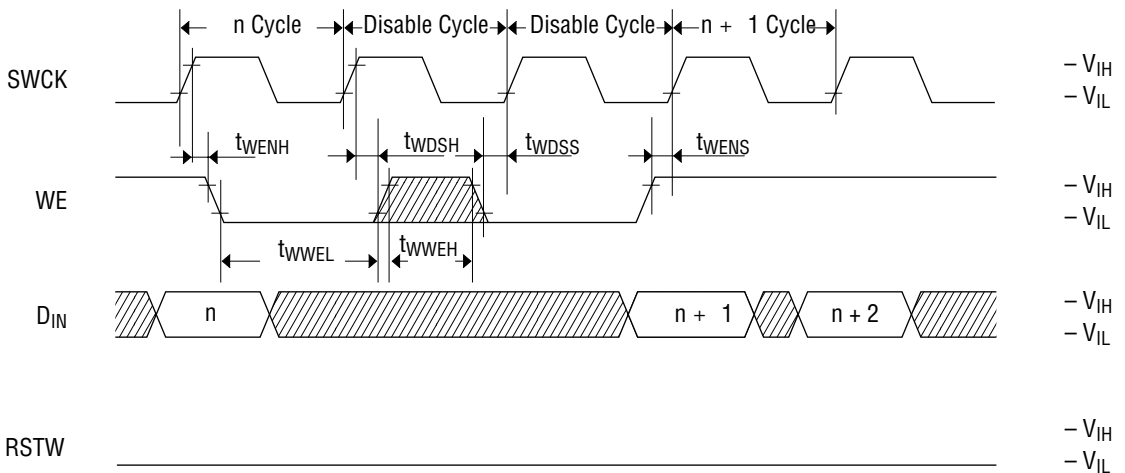 n Cycle Disable Cycle Disable Cycle n + 1 Cycle
SWCK
– VIH
– VIL
tWENH tWDSH tWDSS tWENS
WE
– VIH
– VIL
tWWEL tWWEH
DIN
n n + 1 n + 2
– VIH
– VIL
RSTW
– VIH
– VIL